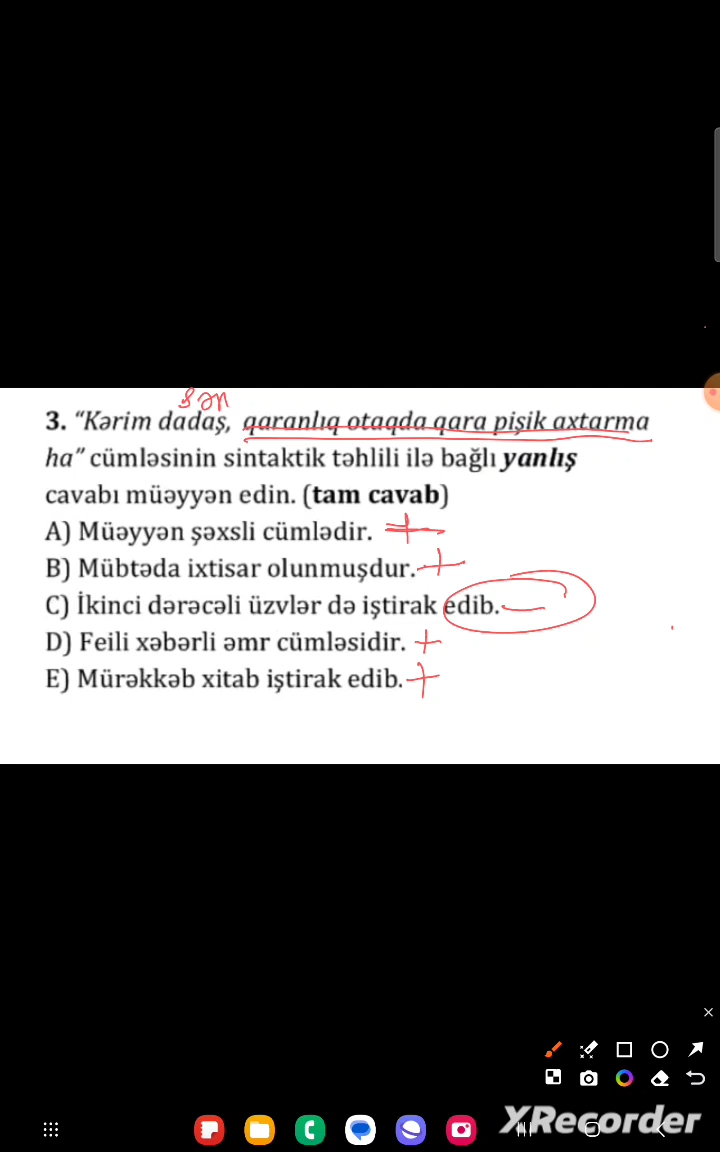 sən
3. “Kərim dadaş, qaranlıq otaqda qara pişik axtarma
ha” cümləsinin sintaktik təhlili ilə bağlı yanlış
cavabı müəyyən edin. (tam cavab)
A) Müəyyən şəxsli cümlədir.
B) Mübtəda ixtisar olunmuşdur.
C) İkinci dərəcəli üzvlər də iştirak edib.
D) Feili xəbərli əmr cümləsidir.
E) Mürəkkəb xitab iştirak edib.
XRecorder